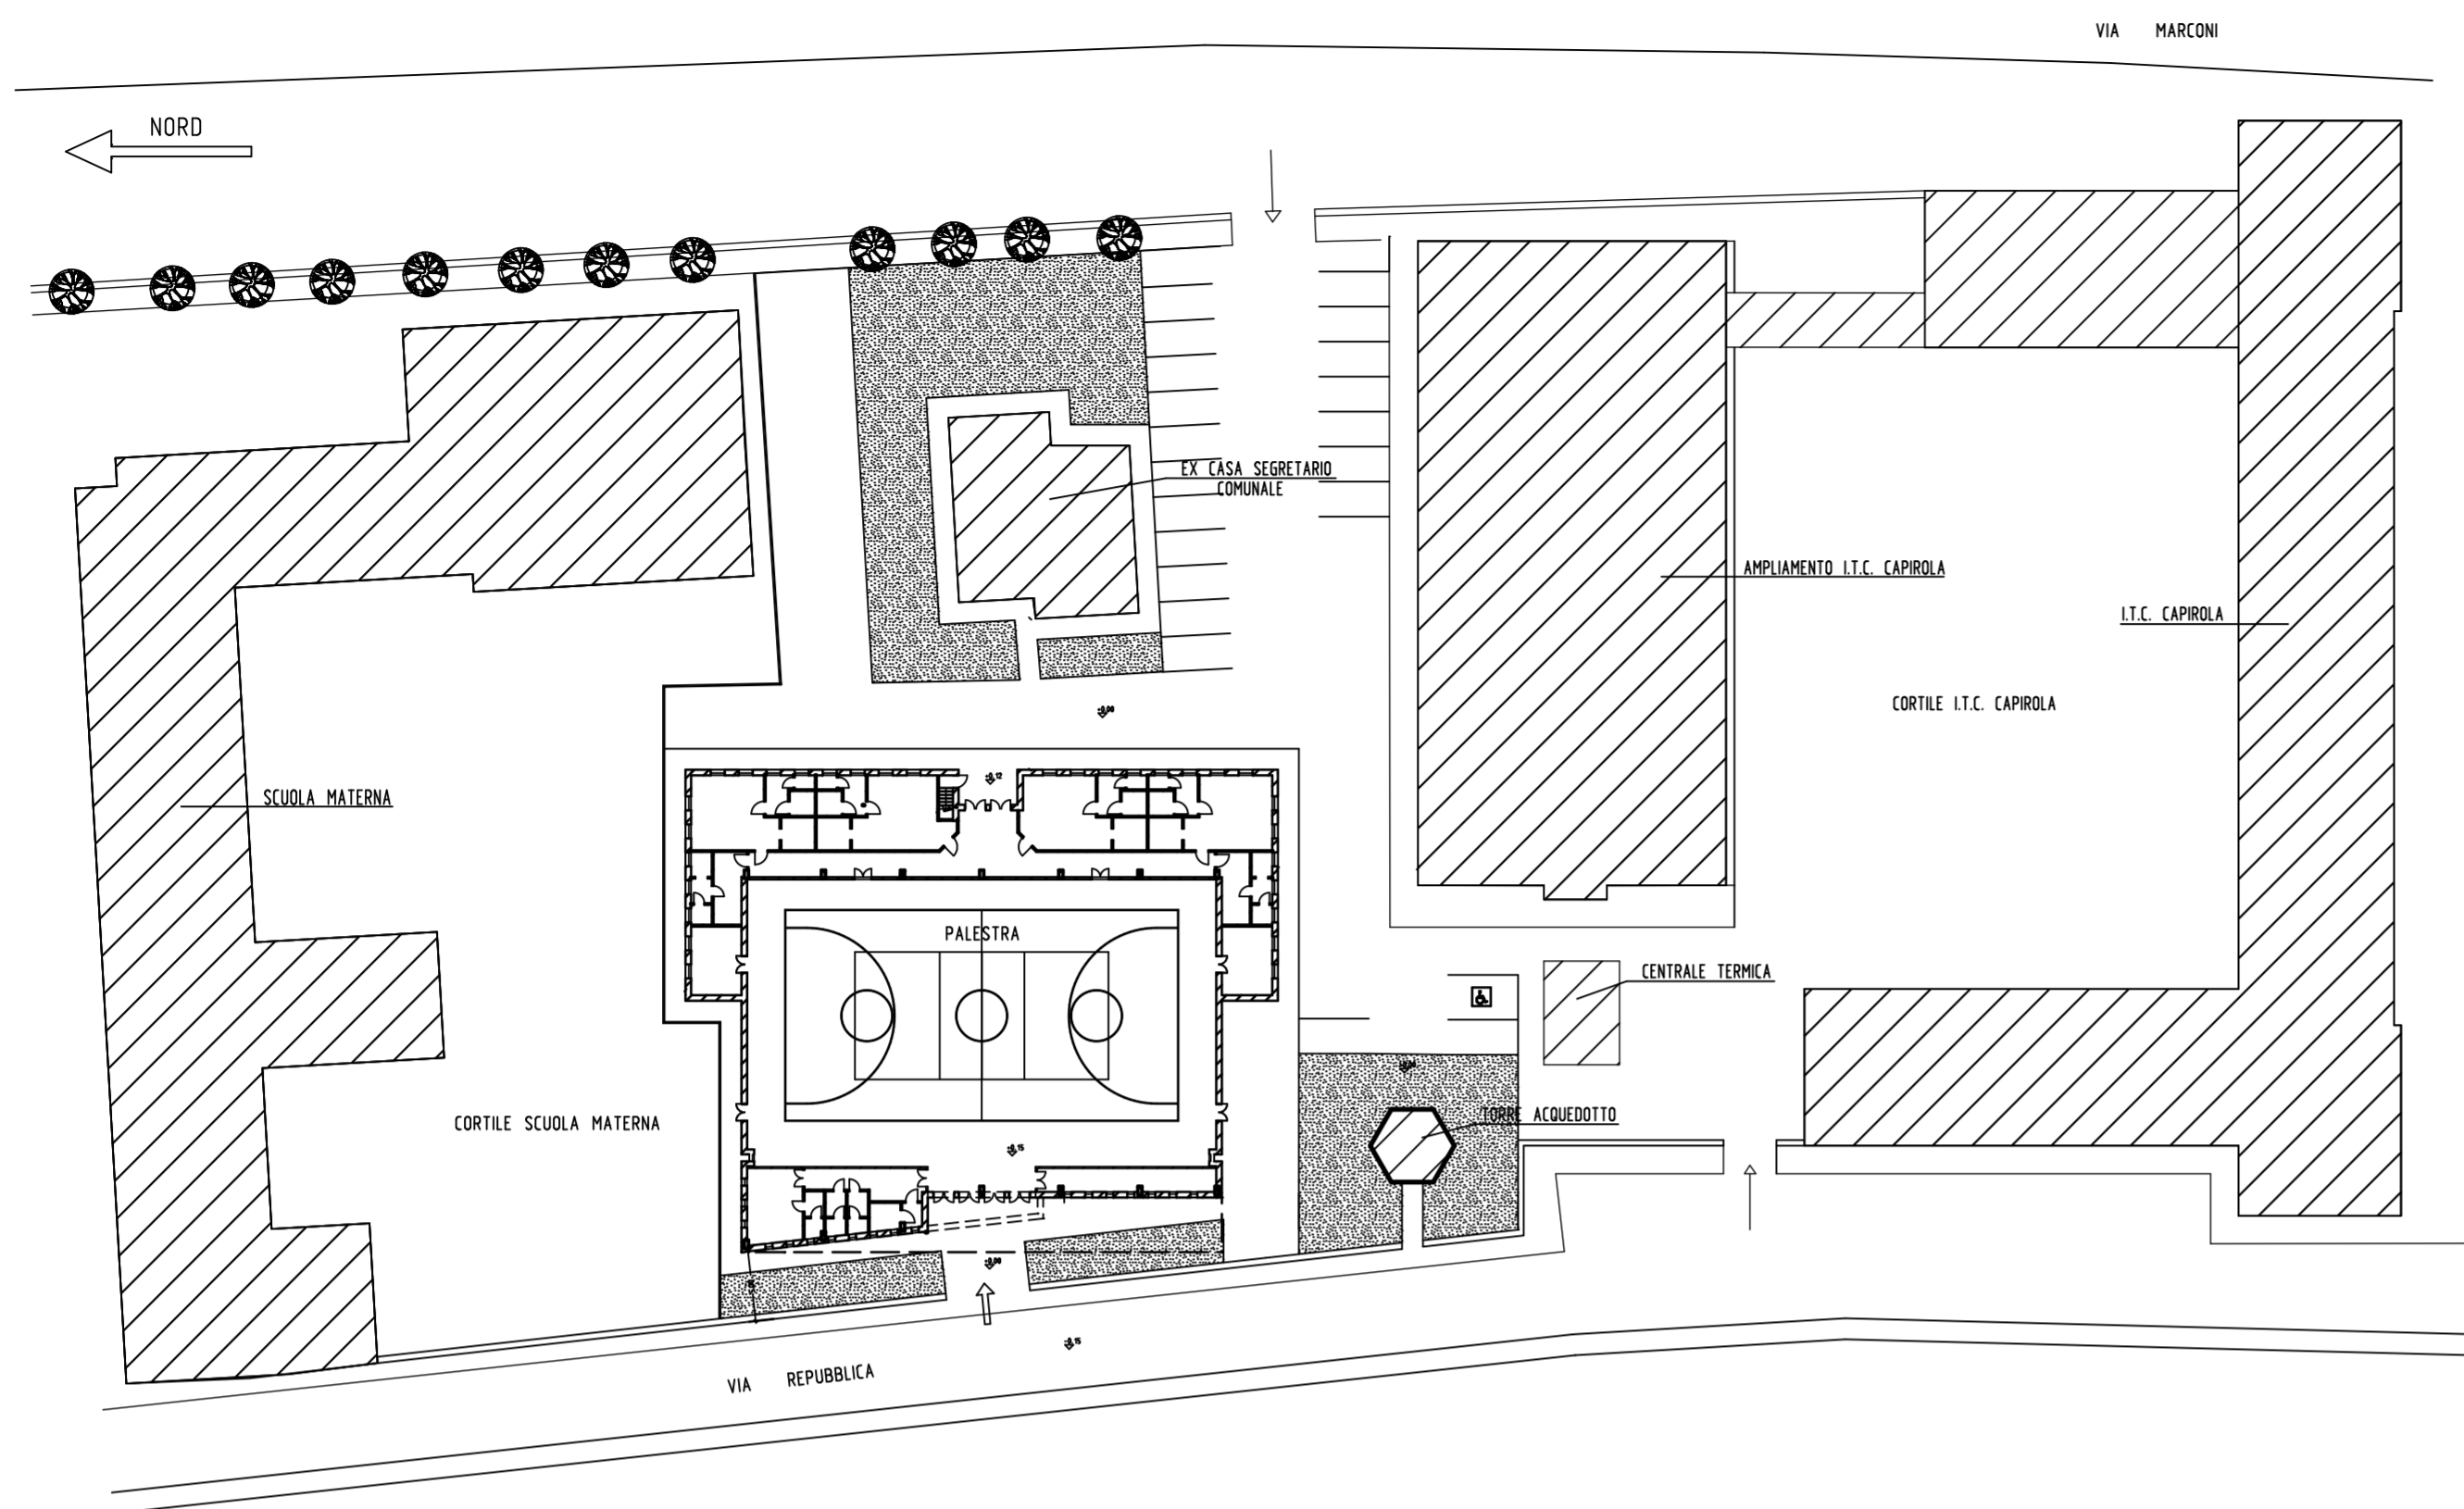 VIA MARCONI
NORD
EX CASA SEGRETARIO
COMUNALE
AMPLIAMENTO I.T.C. CAPIROLA
I.T.C. CAPIROLA
CORTILE I.T.C. CAPIROLA
SCUOLA MATERNA
PALESTRA
CENTRALE TERMICA
TORRE ACQUEDOTTO
CORTILE SCUOLA MATERNA
VIA REPUBBLICA